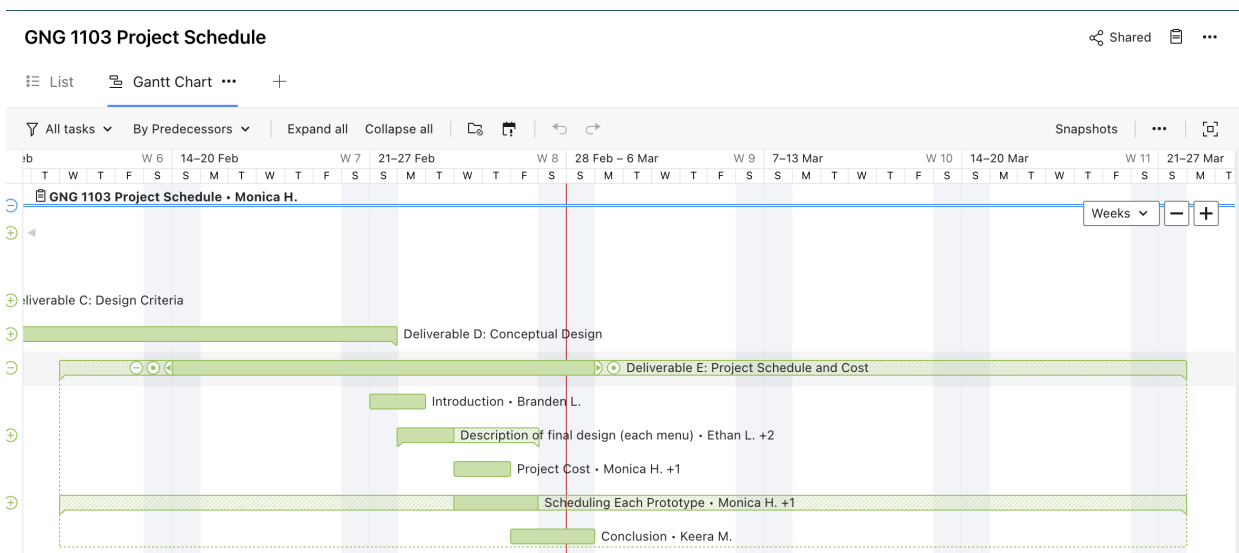 GNG 1103 Project Schedule
Shared
List
Gantt Chart
All tasks
By Predecessors
Expand all
Collapse all
Snapshots
eb W 6 14–20 Feb W 7 21–27 Feb W 8 28 Feb – 6 Mar W 9 7–13 Mar W 10 14–20 Mar W 11 21–27 Mar
T W T F S S M T W T F S S M T W T F S S M T W T F S S M T W T F S S M T W T F S S M T
GNG 1103 Project Schedule • Monica H.
Weeks
eliverable C: Design Criteria
Deliverable D: Conceptual Design
Deliverable E: Project Schedule and Cost
Introduction • Branden L.
Description of final design (each menu) • Ethan L. +2
Project Cost • Monica H. +1
Scheduling Each Prototype • Monica H. +1
Conclusion • Keera M.